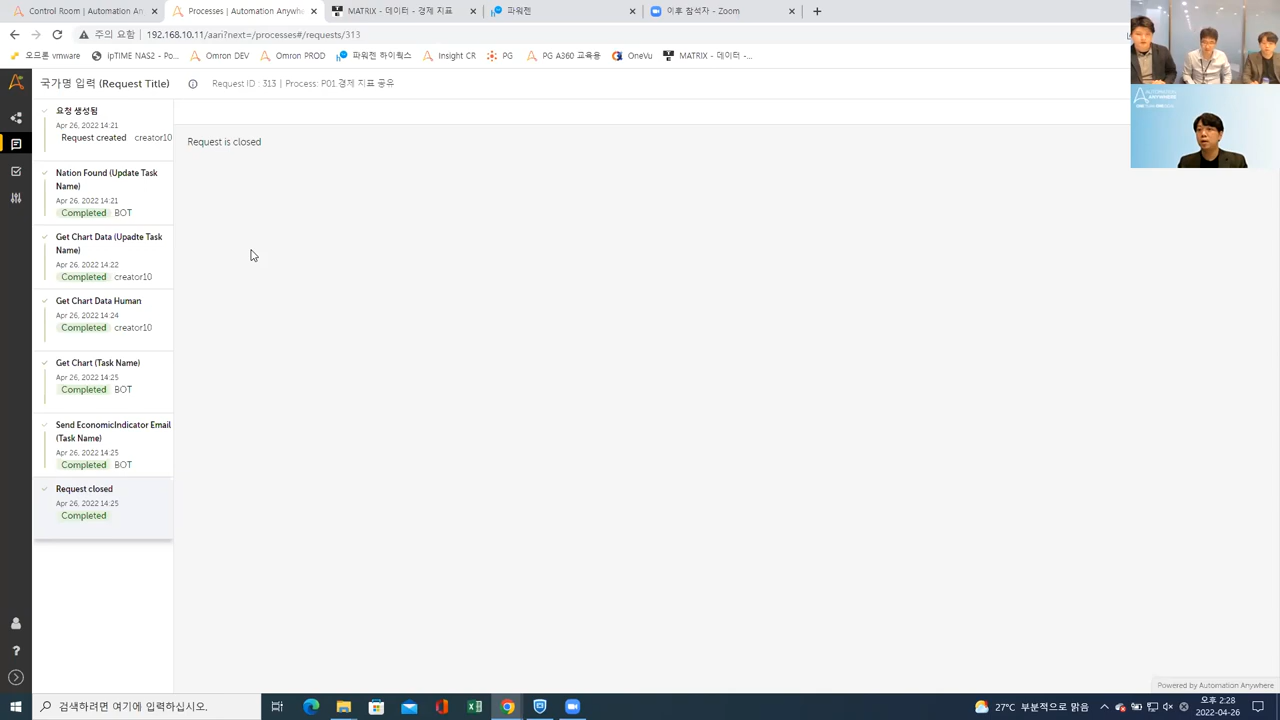 Control Room | Automation An...
Processes | Automation Anywhe...
MATRIX - 데이터 - 경제 지표
파워젠
이후 참석자 - Zoom
주의 요함
192.168.10.11/aari?next=/processes#/requests/313
오므론 vmware
ipTIME NAS2 - Po...
Omron DEV
Omron PROD
파워젠 하이웍스
Insight CR
PG
PG A360 교육용
OneVu
MATRIX - 데이터 -...
국가명 입력 (Request Title)
Request ID : 313 | Process: P01.경제 지표 공유
요청 생성됨
Apr 26, 2022 14:21
Request created creator10
Nation Found (Update Task
Name)
Apr 26, 2022 14:21
Completed BOT
Get Chart Data (Upadte Task
Name)
Apr 26, 2022 14:22
Completed creator10
Get Chart Data Human
Apr 26, 2022 14:24
Completed creator10
Get Chart (Task Name)
Apr 26, 2022 14:25
Completed BOT
Send EconomicIndicator Email
(Task Name)
Apr 26, 2022 14:25
Completed BOT
Request closed
Apr 26, 2022 14:25
Completed
Request is closed
AUTOMATION
ANYWHERE
Powered by Automation Anywhere
검색하려면 여기에 입력하십시오.
27°C 부분적으로 맑음
오후 2:28
2022-04-26